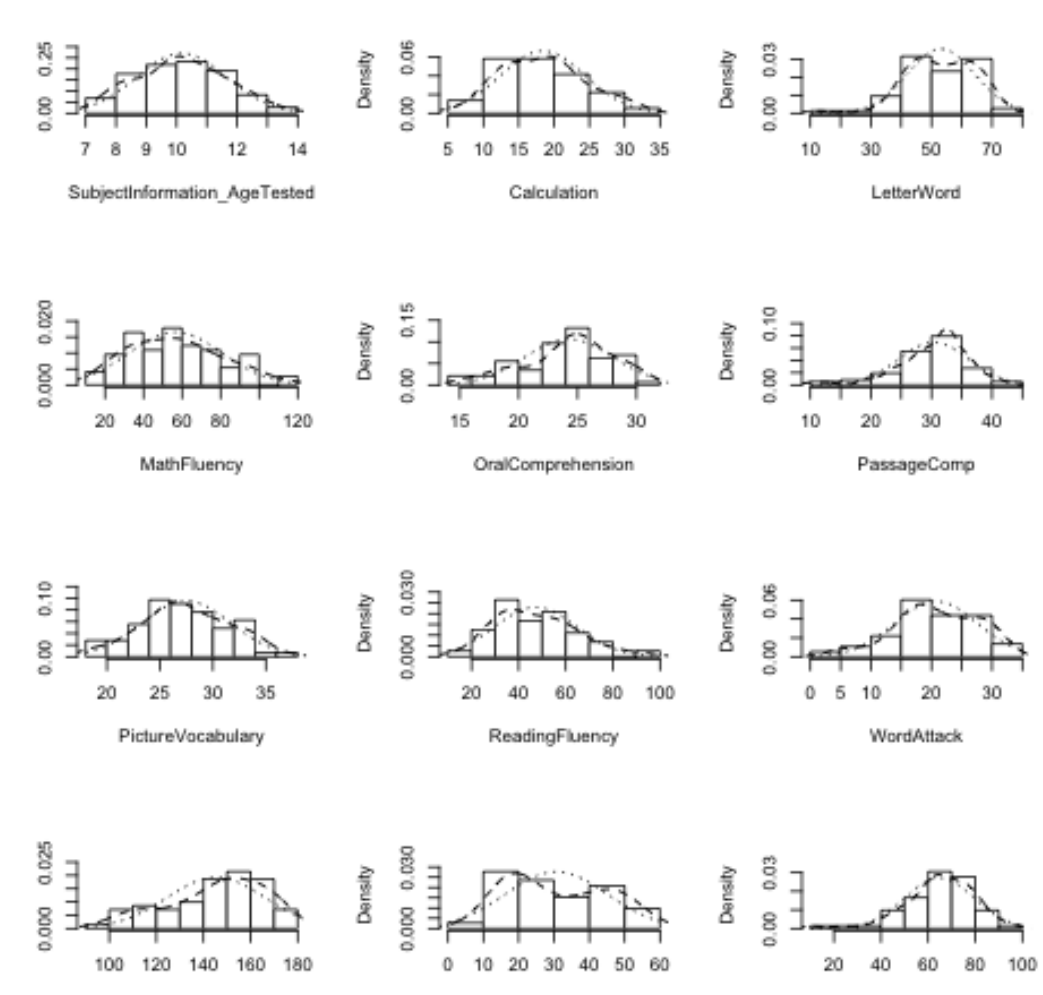 0.00 0.25
7 8 9 10 12 14
SubjectInformation_AgeTested
Density
0.00 0.06
5 10 15 20 25 30 35
Calculation
Density
0.00 0.03
10 30 50 70
LetterWord
0.000 0.020
20 40 60 80 120
MathFluency
Density
0.00 0.15
15 20 25 30
OralComprehension
Density
0.00 0.10
10 20 30 40
PassageComp
0.00 0.10
20 25 30 35
PictureVocabulary
Density
0.000 0.030
20 40 60 80 100
ReadingFluency
Density
0.00 0.06
0 5 10 20 30
WordAttack
0.000 0.025
100 120 140 160 180
Density
0.000 0.030
0 10 20 30 40 50 60
Density
0.00 0.03
20 40 60 80 100